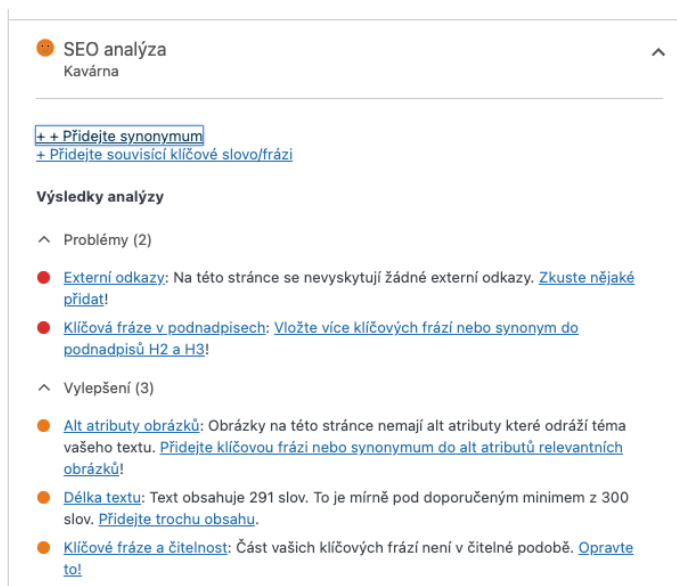 SEO analýza
Kavárna
+ + Přidejte synonymum
+ Přidejte souvisící klíčové slovo/frázi
Výsledky analýzy
Problémy (2)
Externí odkazy: Na této stránce se nevyskytují žádné externí odkazy. Zkuste nějaké
přidat!
Klíčová fráze v podnadpisech: Vložte více klíčových frází nebo synonym do
podnadpisů H2 a H3!
Vylepšení (3)
Alt atributy obrázků: Obrázky na této stránce nemají alt atributy které odráží téma
vašeho textu. Přidejte klíčovou frázi nebo synonymum do alt atributů relevantních
obrázků!
Délka textu: Text obsahuje 291 slov. To je mírně pod doporučeným minimem z 300
slov. Přidejte trochu obsahu.
Klíčové fráze a čitelnost: Část vašich klíčových frází není v čitelné podobě. Opravte
to!